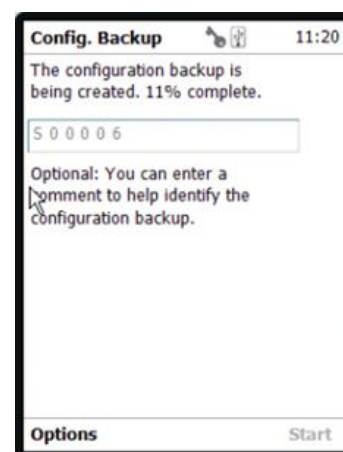 Config. Backup 11:20
The configuration backup is
being created. 11% complete.
S 0 0 0 0 6
Optional: You can enter a
comment to help identify the
configuration backup.
Options Start